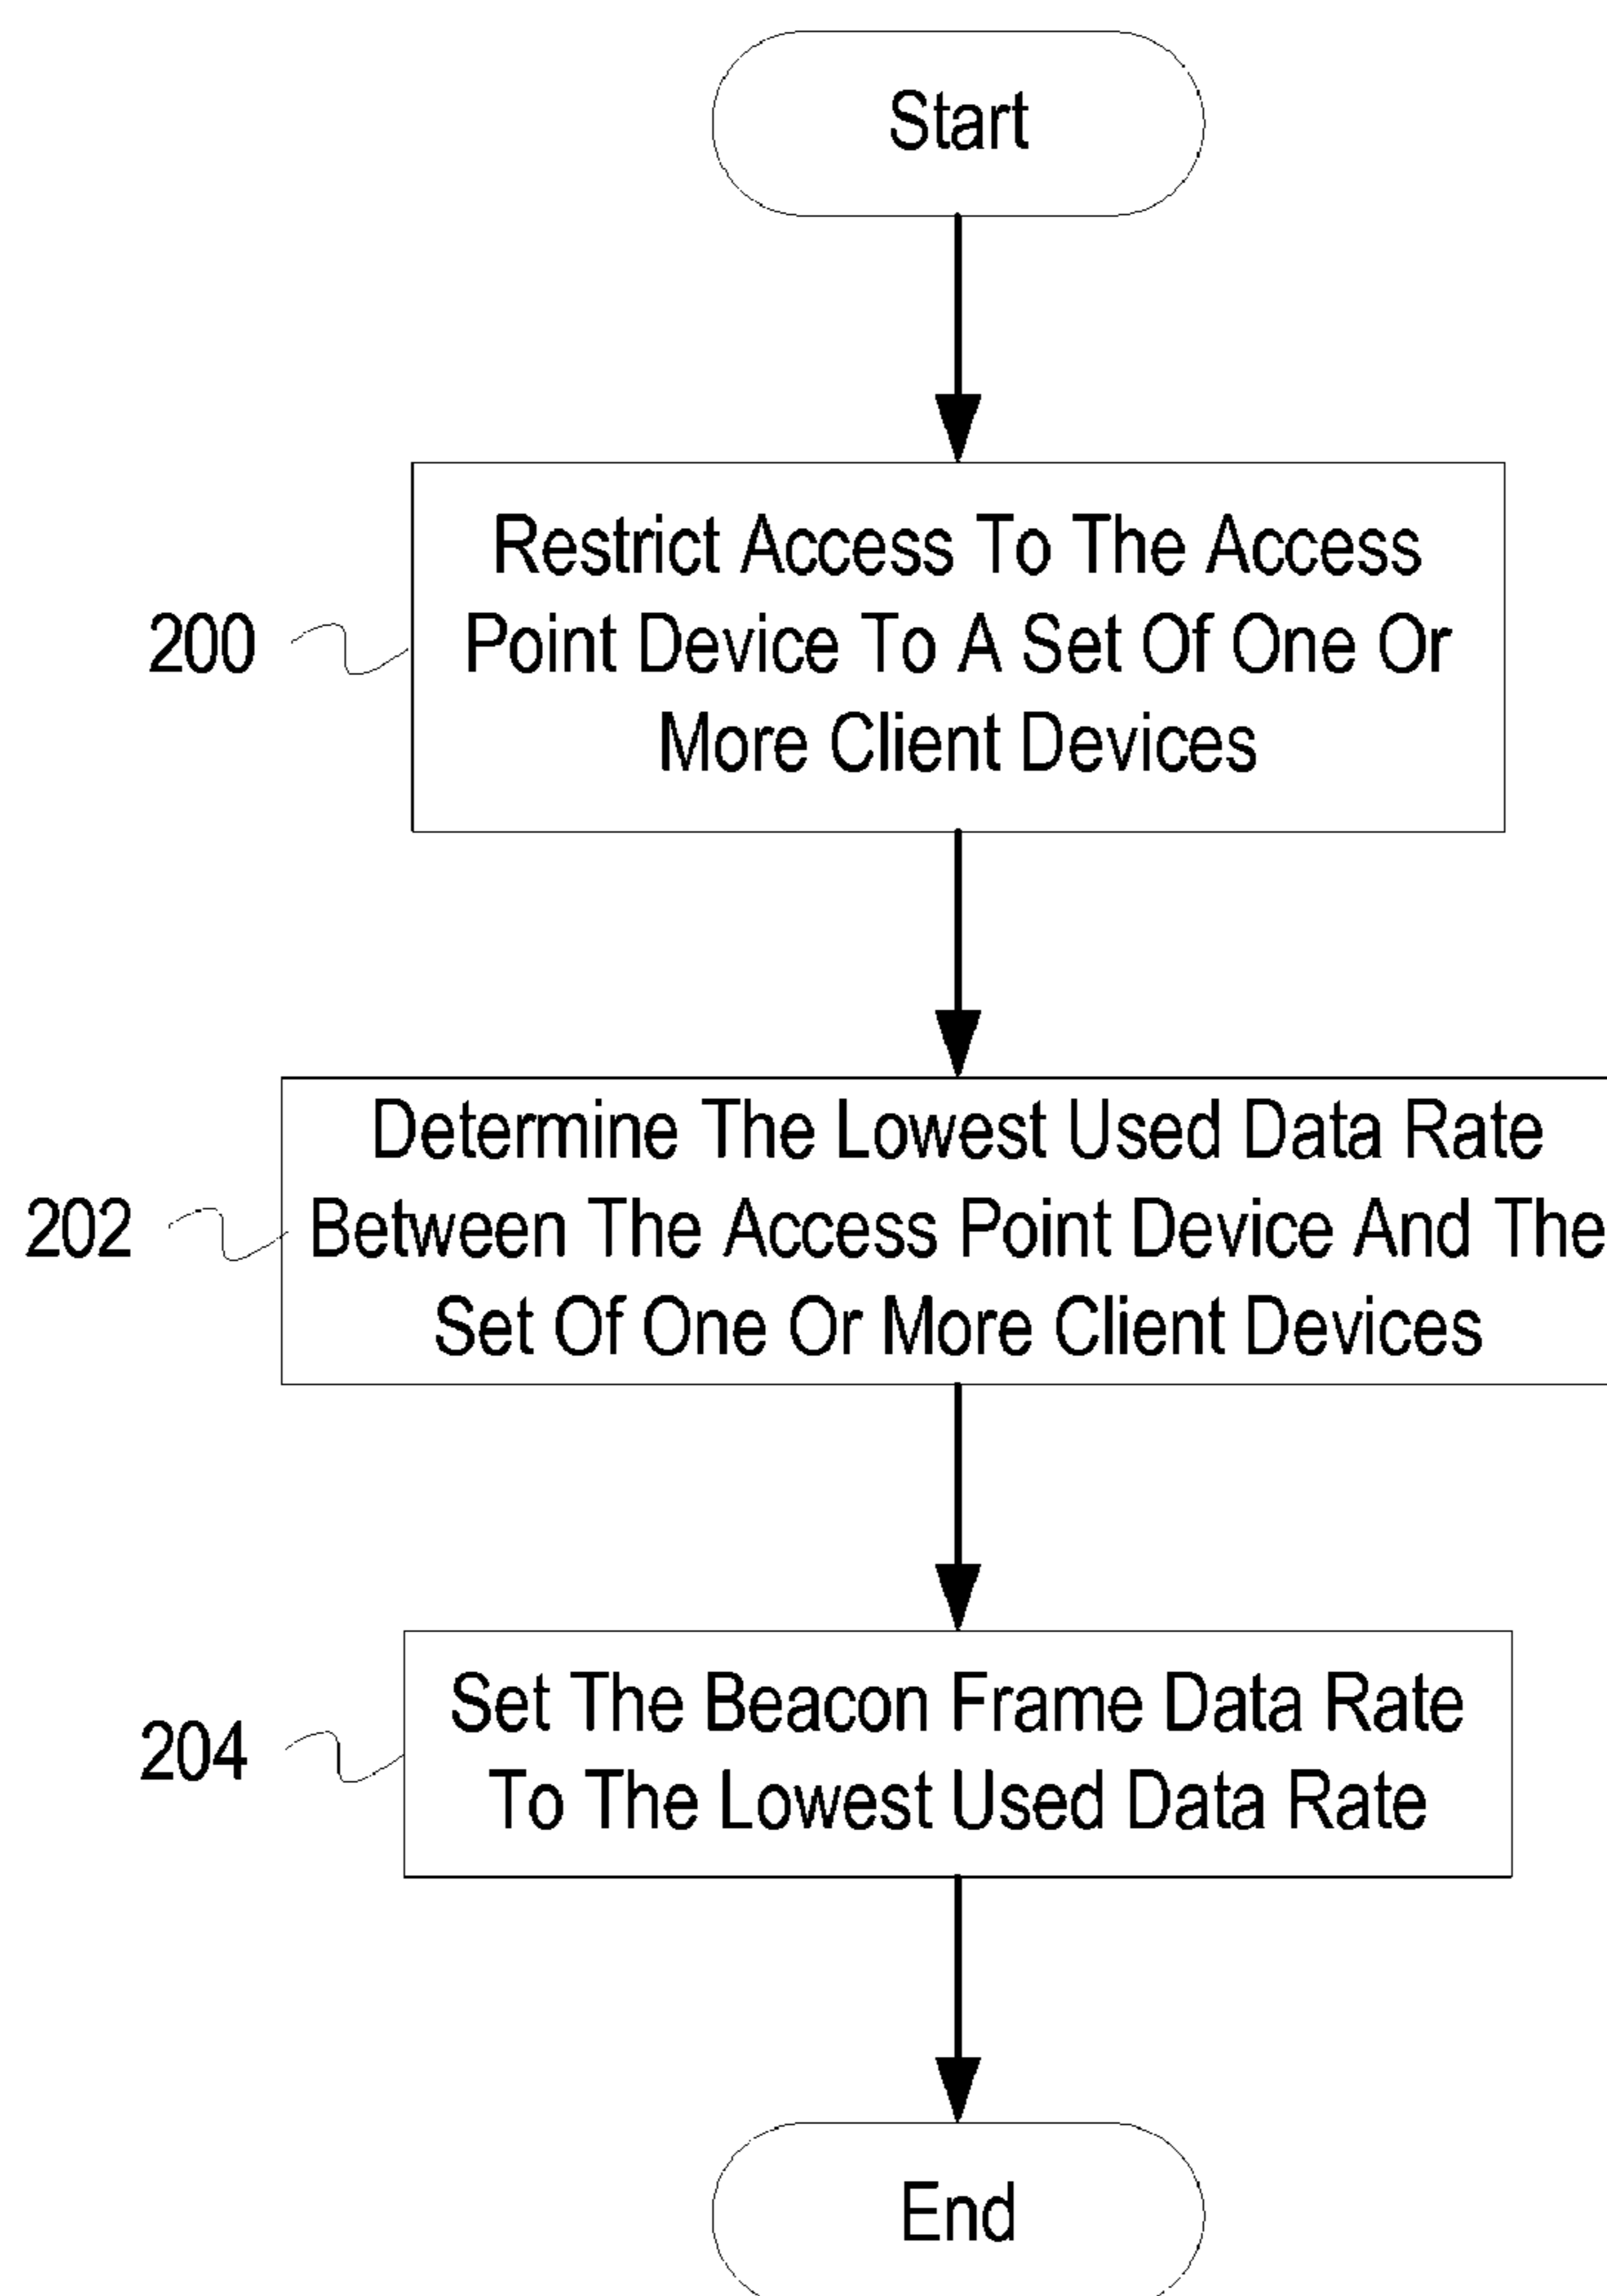 Start
Restrict Access To The Access
200
Point Device To A Set Of One Or
More Client Devices
Determine The Lowest Used Data Rate
202
Between The Access Point Device And The
Set Of One Or More Client Devices
Set The Beacon Frame Data Rate
204
To The Lowest Used Data Rate
End